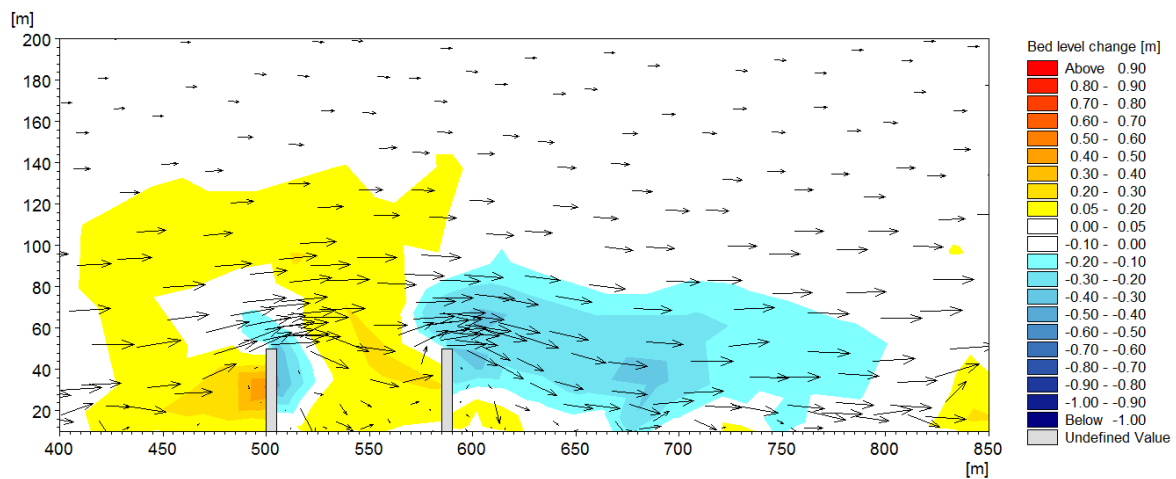 [m]
200
180
160
140
120
100
80
60
40
20
400 450 500 550 600 650 700 750 800 850
[m]
Bed level change [m]
Above 0.90
0.80 - 0.90
0.70 - 0.80
0.60 - 0.70
0.50 - 0.60
0.40 - 0.50
0.30 - 0.40
0.20 - 0.30
0.05 - 0.20
0.00 - 0.05
-0.10 - 0.00
-0.20 - -0.10
-0.30 - -0.20
-0.40 - -0.30
-0.50 - -0.40
-0.60 - -0.50
-0.70 - -0.60
-0.80 - -0.70
-0.90 - -0.80
-1.00 - -0.90
Below -1.00
Undefined Value